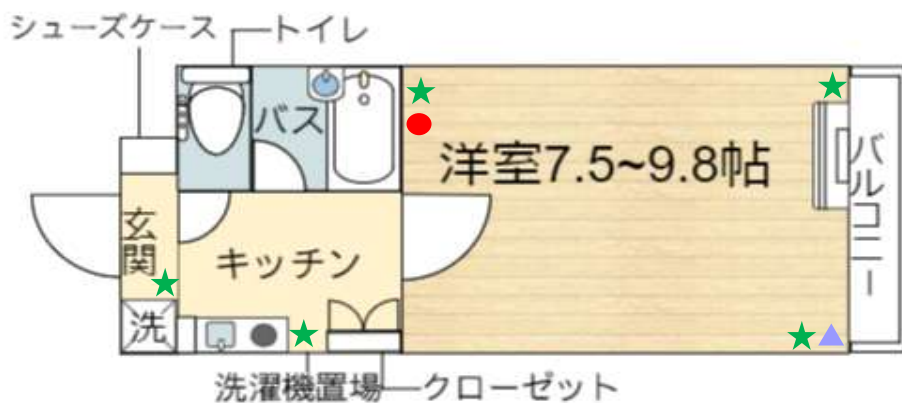 シューズケース
トイレ
バス
洋室7.5~9.8帖
バルコニー
玄関
キッチン
洗
洗濯機置場
クローゼット